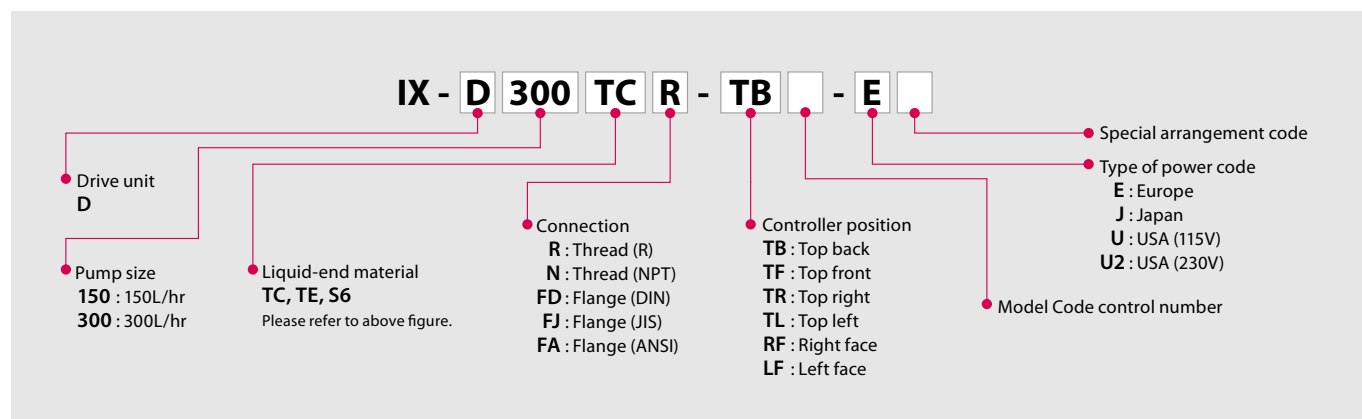 IX - D 300 TC R - TB - E
Special arrangement code
Type of power code
E : Europe
J : Japan
U : USA (115V)
U2 : USA (230V)
Drive unit
D
Connection
R : Thread (R)
N : Thread (NPT)
FD : Flange (DIN)
FJ : Flange (JIS)
FA : Flange (ANSI)
Controller position
TB : Top back
TF : Top front
TR : Top right
TL : Top left
RF : Right face
LF : Left face
Pump size
150 : 150L/hr
300 : 300L/hr
Liquid-end material
TC, TE, S6
Please refer to above figure.
Model Code control number